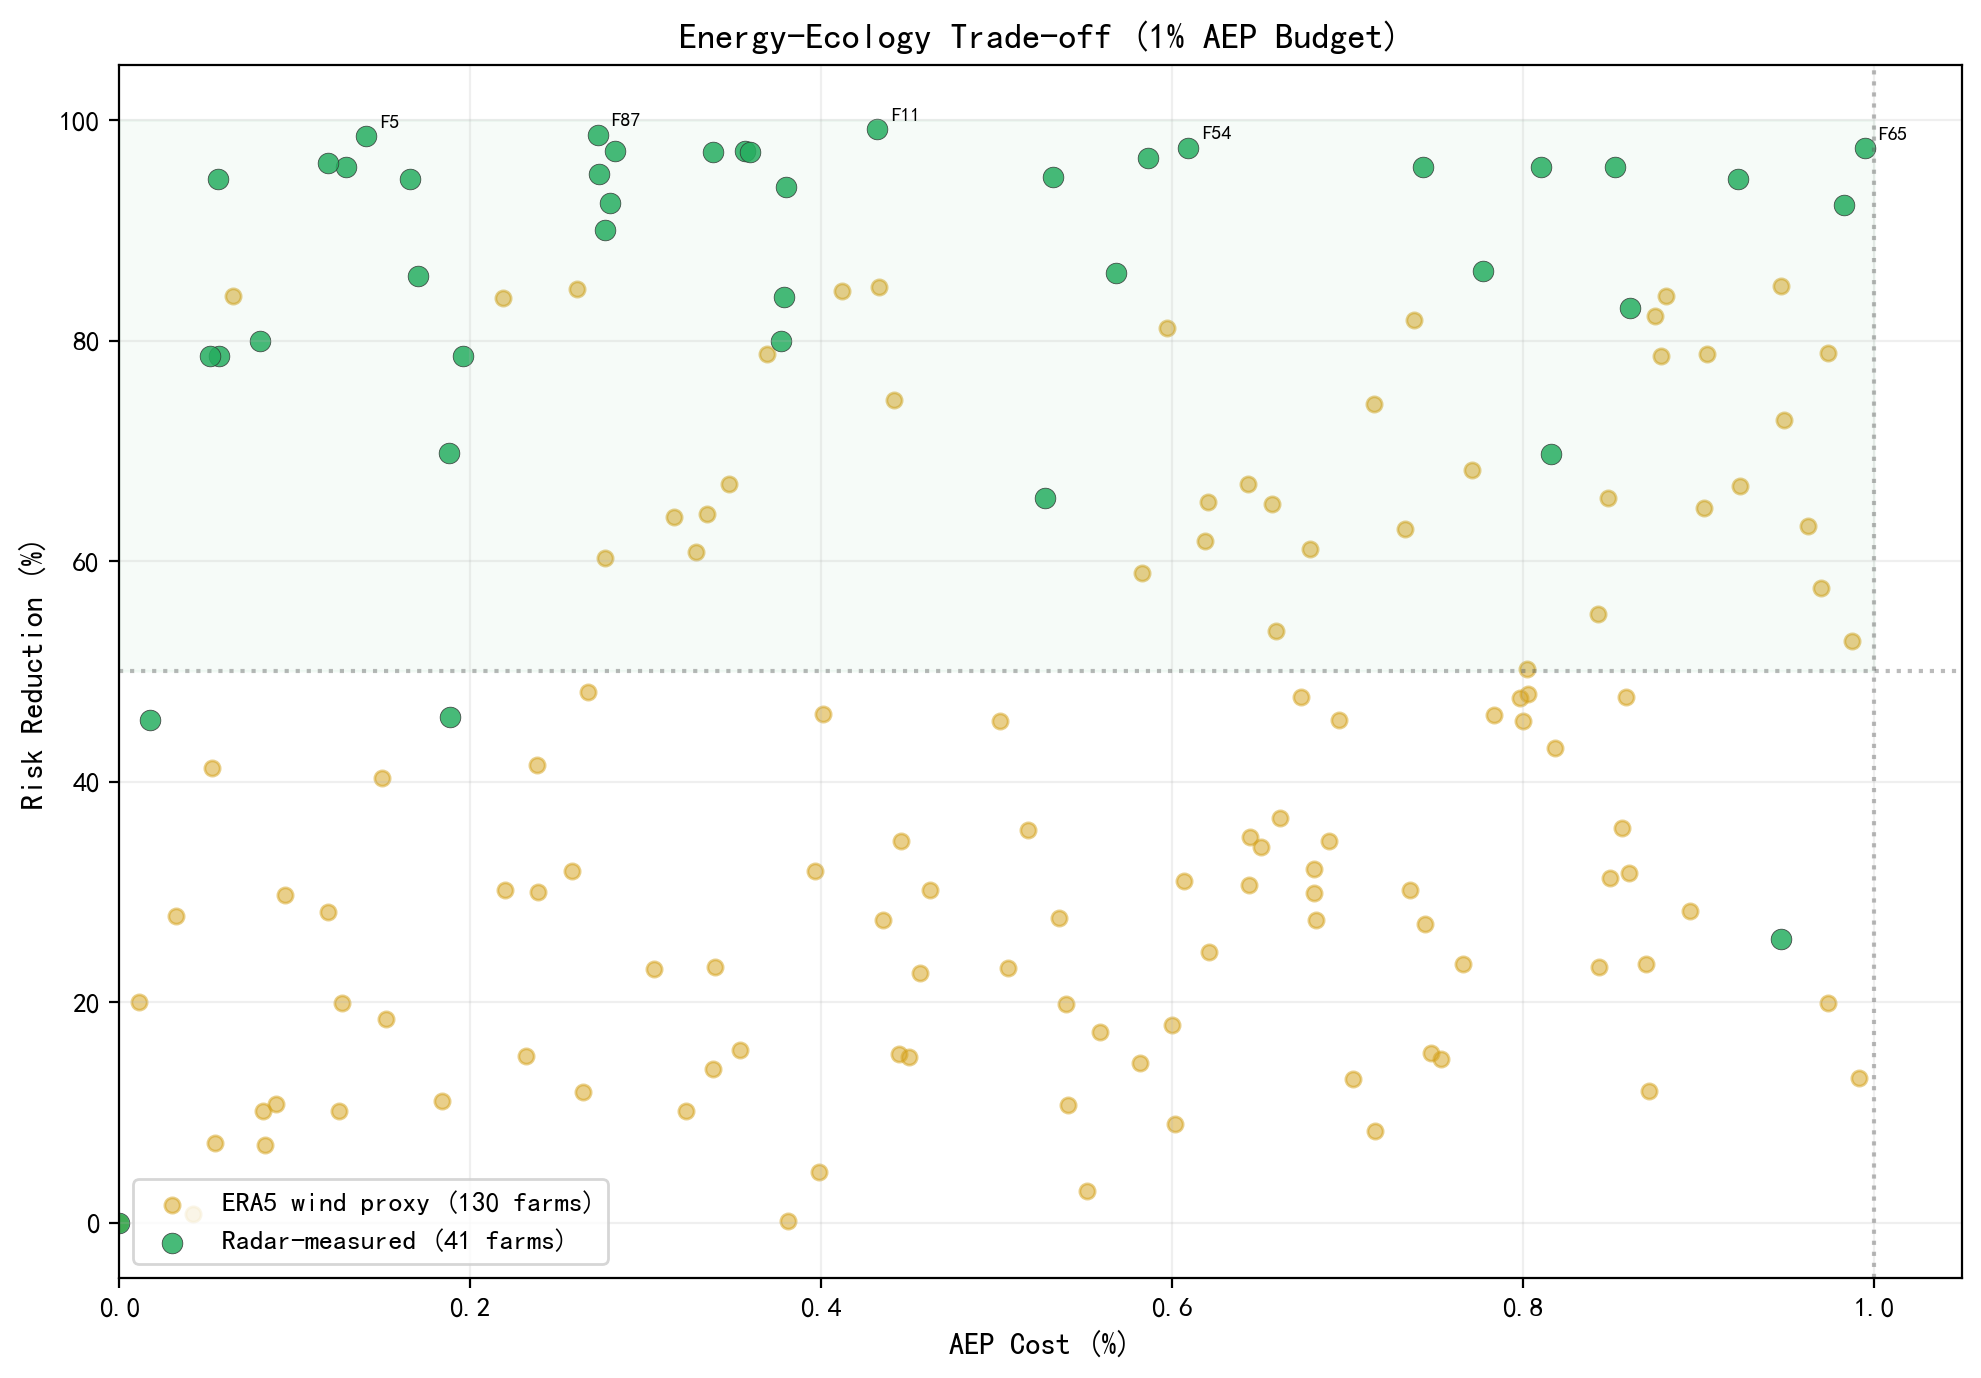 Energy-Ecology Trade-off (1% AEP Budget)
Risk Reduction (%)
100
80
60
40
20
0
F5
F87
F11
F54
F65
ERA5 wind proxy (130 farms)
Radar-measured (41 farms)
0.0
0.2
0.4
0.6
0.8
1.0
AEP Cost (%)